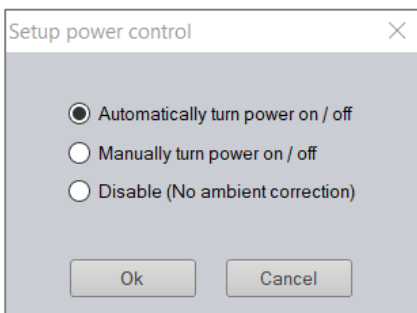 Setup power control
Automatically turn power on / off
Manually turn power on / off
Disable (No ambient correction)
Ok
Cancel